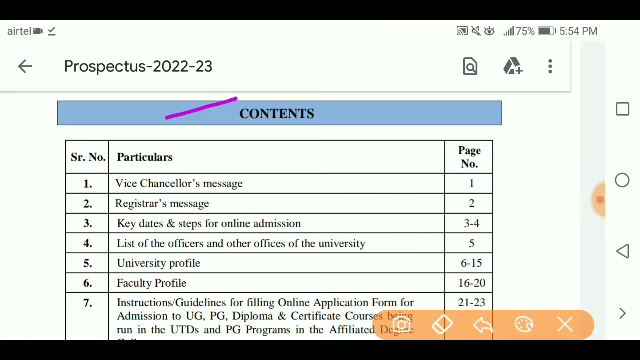 airtel 75% 5:54 PM
Prospectus-2022-23
CONTENTS
Sr. No. Particulars Page No.
1. Vice Chancellor's message 1
2. Registrar's message 2
3. Key dates & steps for online admission 3-4
4. List of the officers and other offices of the university 5
5. University profile 6-15
6. Faculty Profile 16-20
7. Instructions/Guidelines for filling Online Application Form for 21-23
Admission to UG, PG, Diploma & Certificate Courses being
run in the UTDs and PG Programs in the Affiliated Degree